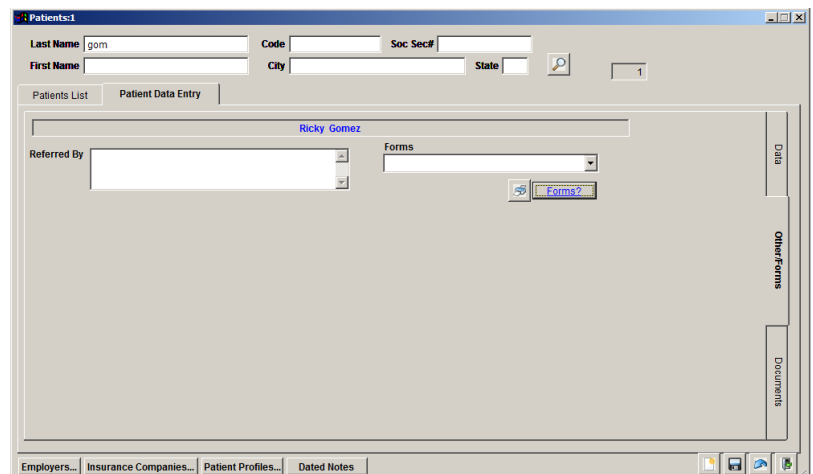 Patients:1
Last Name gom Code Soc Sec#
First Name City State 1
Patients List Patient Data Entry
Ricky Gomez
Referred By Forms
Forms?
Data
Other/Forms
Documents
Employers... Insurance Companies... Patient Profiles... Dated Notes